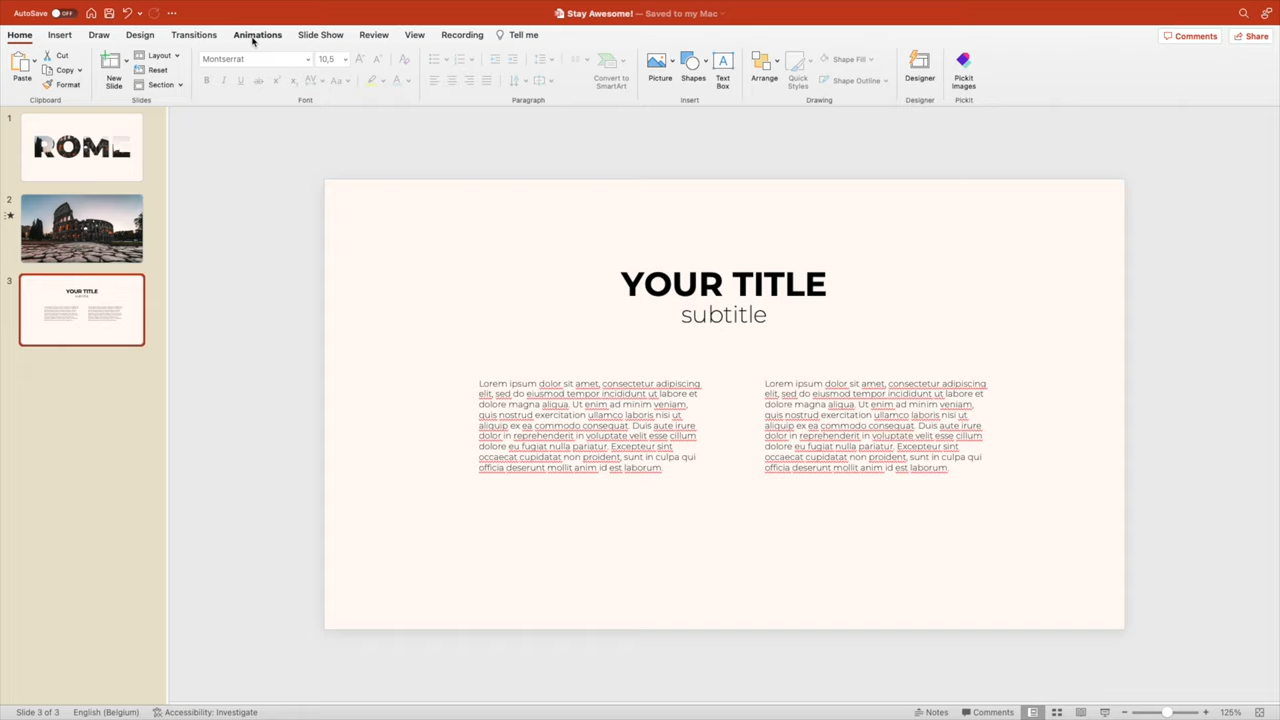 AutoSave OFF
Stay Awesome! — Saved to my Mac
Home Insert Draw Design Transitions Animations Slide Show Review View Recording Tell me
Comments Share
Paste
Cut
Copy
Format
Clipboard
New Slide
Layout
Reset
Section
Slides
Montserrat 10,5
Font
Convert to SmartArt
Paragraph
Picture
Shapes
Text Box
Insert
Arrange
Quick Styles
Shape Fill
Shape Outline
Drawing
Designer
Designer
Pickit Images
Pickit
1
ROME
2
3
YOUR TITLE
subtitle
YOUR TITLE
subtitle
Lorem ipsum dolor sit amet, consectetur adipiscing
elit, sed do eiusmod tempor incididunt ut labore et
dolore magna aliqua. Ut enim ad minim veniam,
quis nostrud exercitation ullamco laboris nisi ut
aliquip ex ea commodo consequat. Duis aute irure
dolor in reprehenderit in voluptate velit esse cillum
dolore eu fugiat nulla pariatur. Excepteur sint
occaecat cupidatat non proident, sunt in culpa qui
officia deserunt mollit anim id est laborum.
Lorem ipsum dolor sit amet, consectetur adipiscing
elit, sed do eiusmod tempor incididunt ut labore et
dolore magna aliqua. Ut enim ad minim veniam,
quis nostrud exercitation ullamco laboris nisi ut
aliquip ex ea commodo consequat. Duis aute irure
dolor in reprehenderit in voluptate velit esse cillum
dolore eu fugiat nulla pariatur. Excepteur sint
occaecat cupidatat non proident, sunt in culpa qui
officia deserunt mollit anim id est laborum.
Slide 3 of 3 English (Belgium) Accessibility: Investigate
Notes Comments 125%